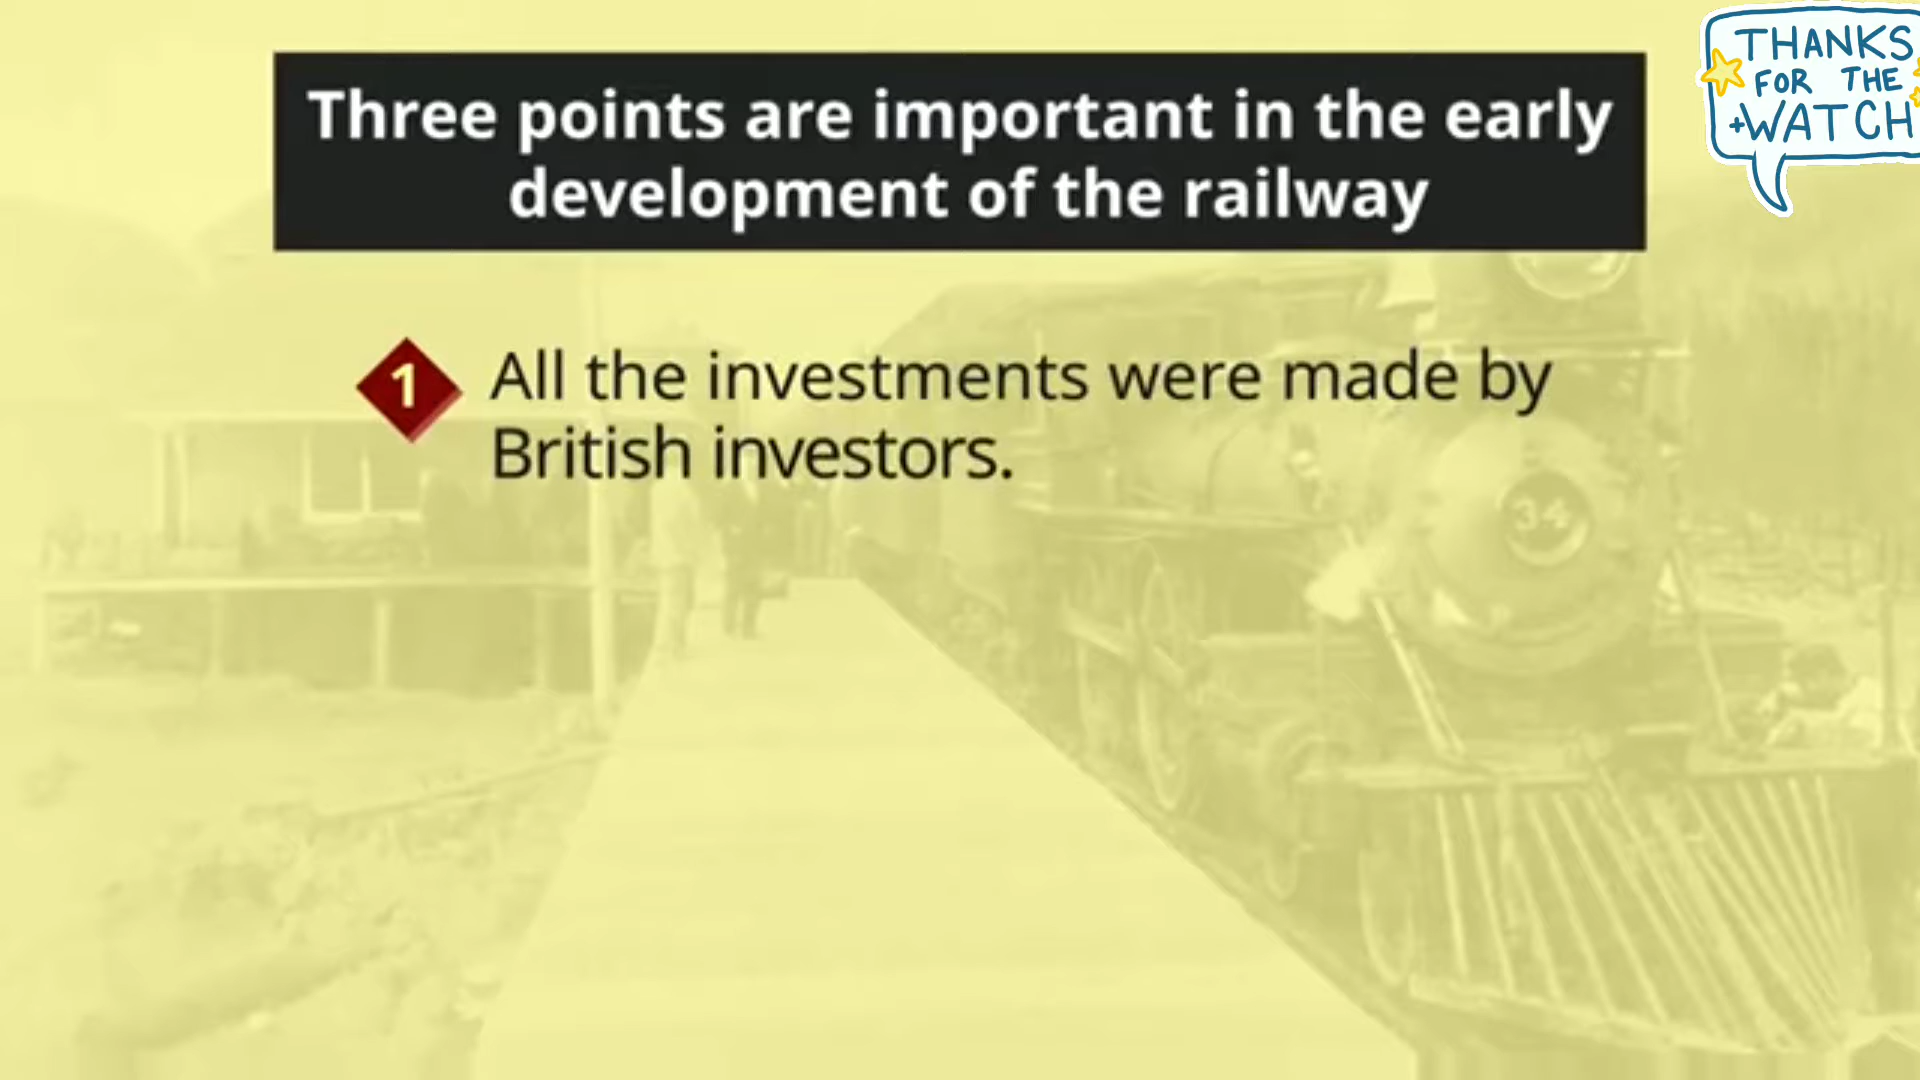 Three points are important in the early
development of the railway
1 All the investments were made by
British investors.
34
THANKS
FOR THE
+WATCH